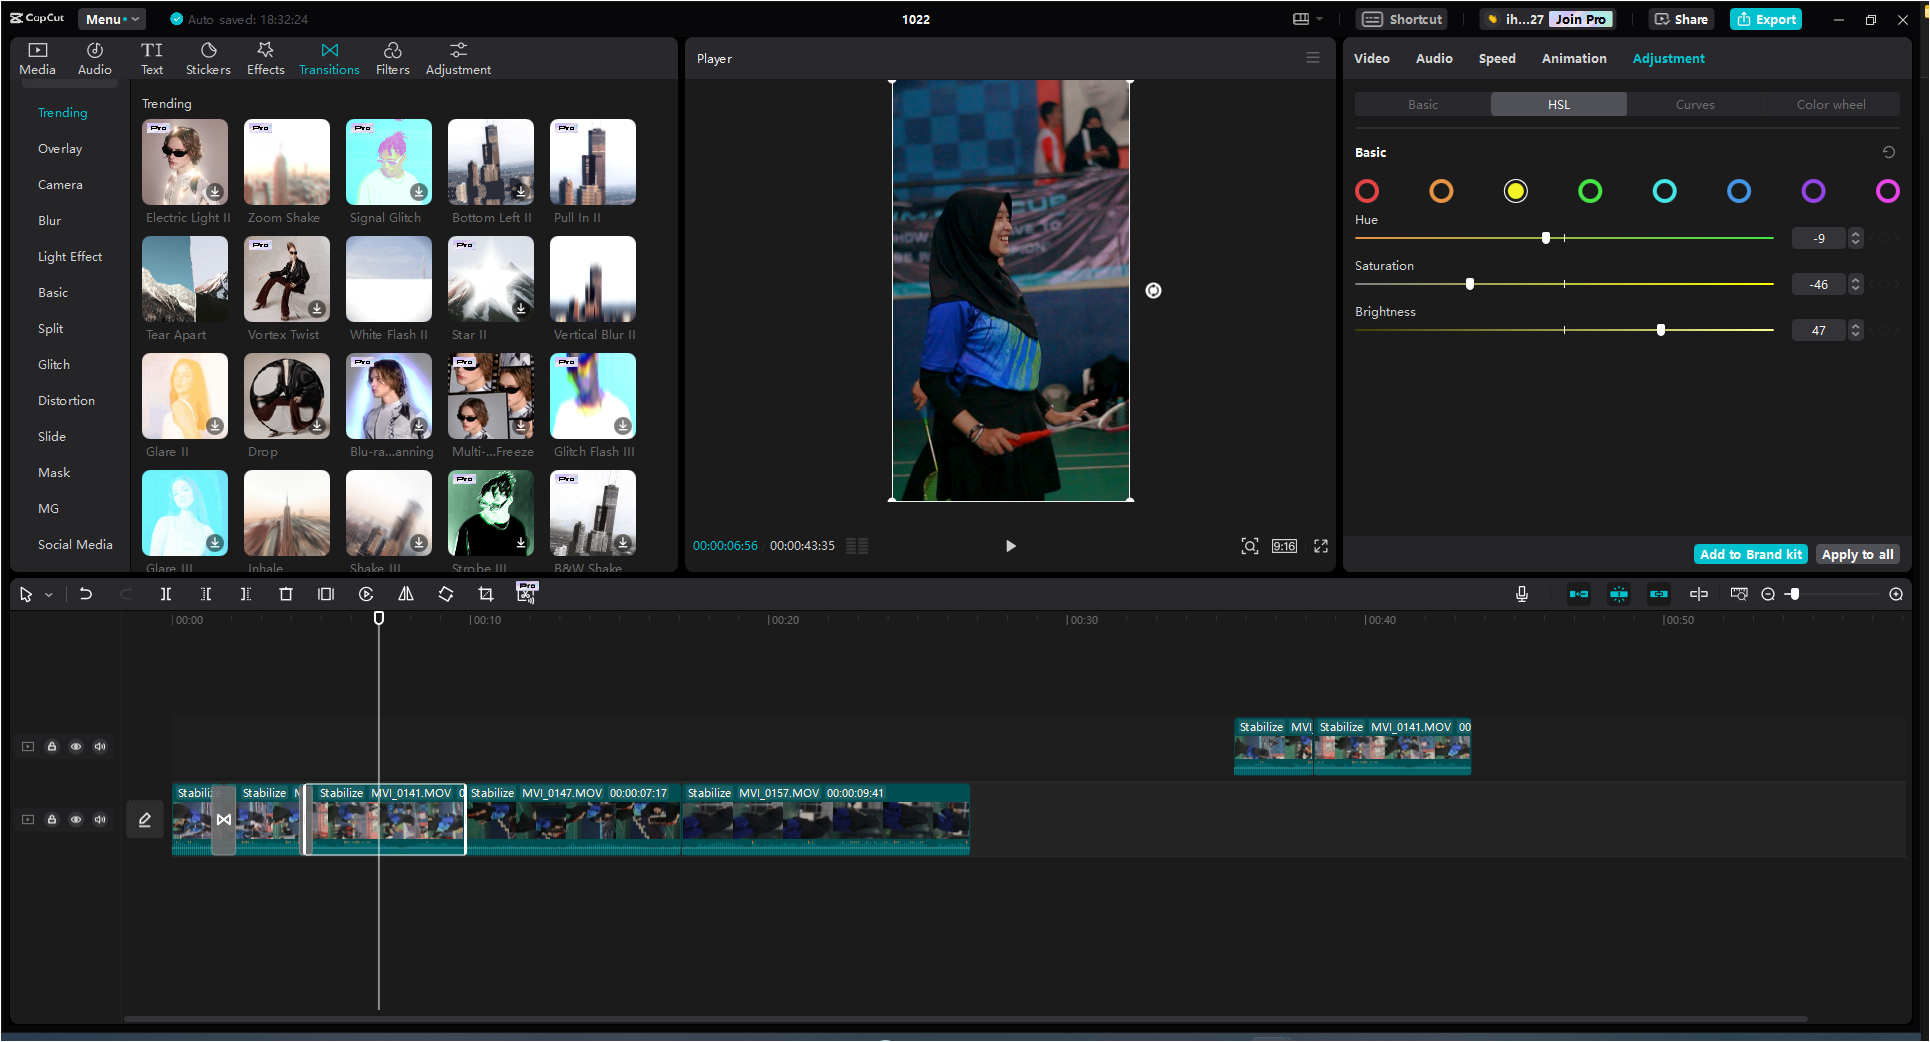 CapCut
Menu
Auto saved: 18:32:24
1022
Shortcut
ih...27
Join Pro
Share
Export
Media
Audio
Text
Stickers
Effects
Transitions
Filters
Adjustment
Trending
Overlay
Camera
Blur
Light Effect
Basic
Split
Glitch
Distortion
Slide
Mask
MG
Social Media
Trending
Pro
Pro
Pro
Pro
Pro
Electric Light II
Zoom Shake
Signal Glitch
Bottom Left II
Pull In II
Pro
Pro
Tear Apart
Vortex Twist
White Flash II
Star II
Vertical Blur II
Pro
Pro
Pro
Glare II
Drop
Blu-ra...anning
Multi-...Freeze
Glitch Flash III
Pro
Pro
Glare III
Inhale
Shake III
Strobe III
B&W Shake
Player
00:00:06:56
00:00:43:35
9:16
Video
Audio
Speed
Animation
Adjustment
Basic
HSL
Curves
Color wheel
Basic
Hue
-9
Saturation
-46
Brightness
47
Add to Brand kit
Apply to all
Pro
00:00
00:10
00:20
00:30
00:40
00:50
Stabilize MVI
Stabilize MVI_0141.MOV 00
Stabilize
Stabilize M
Stabilize MVI_0141.MOV 0
Stabilize MVI_0147.MOV 00:00:07:17
Stabilize MVI_0157.MOV 00:00:09:41